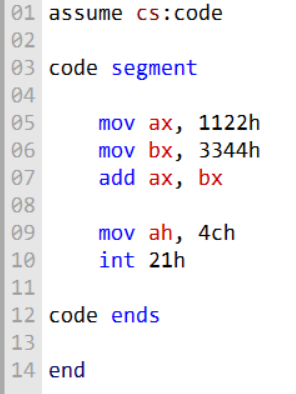 01 assume cs:code
02
03 code segment
04
05     mov ax, 1122h
06     mov bx, 3344h
07     add ax, bx
08
09     mov ah, 4ch
10     int 21h
11
12 code ends
13
14 end